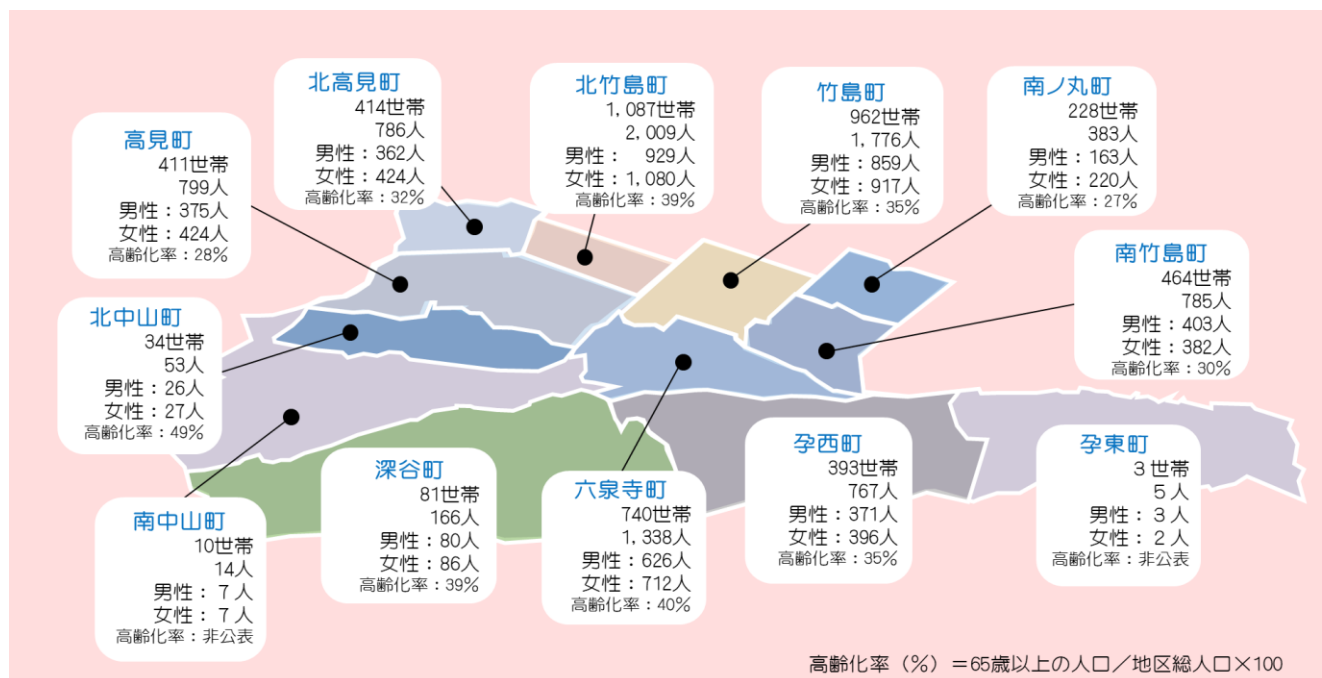 北高見町
414世帯
786人
男性：362人
女性：424人
高齢化率：32％
北竹島町
1,087世帯
2,009人
男性：　929人
女性：1,080人
高齢化率：39％
竹島町
962世帯
1,776人
男性：859人
女性：917人
高齢化率：35％
南ノ丸町
228世帯
383人
男性：163人
女性：220人
高齢化率：27％
高見町
411世帯
799人
男性：375人
女性：424人
高齢化率：28％
南竹島町
464世帯
785人
男性：403人
女性：382人
高齢化率：30％
北中山町
34世帯
53人
男性：26人
女性：27人
高齢化率：49％
南中山町
10世帯
14人
男性：７人
女性：７人
高齢化率：非公表
深谷町
81世帯
166人
男性：80人
女性：86人
高齢化率：39％
六泉寺町
740世帯
1,338人
男性：626人
女性：712人
高齢化率：40％
孕西町
393世帯
767人
男性：371人
女性：396人
高齢化率：35％
孕東町
３世帯
５人
男性：３人
女性：２人
高齢化率：非公表
高齢化率（％）＝65歳以上の人口／地区総人口×100